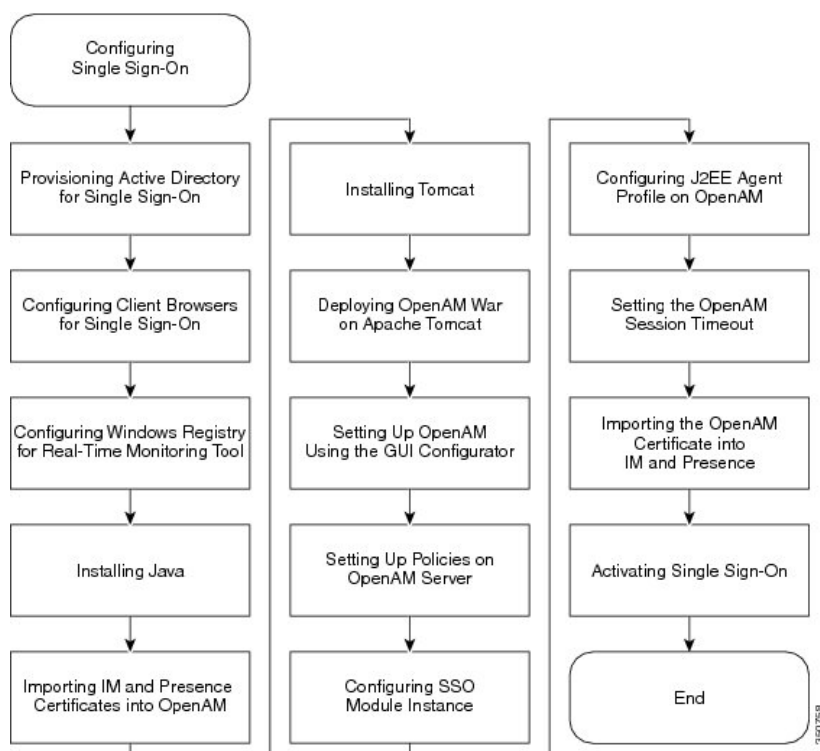 Configuring
Single Sign-On
Provisioning Active Directory
for Single Sign-On
Configuring Client Browsers
for Single Sign-On
Configuring Windows Registry
for Real-Time Monitoring Tool
Installing Java
Importing IM and Presence
Certificates into OpenAM
Installing Tomcat
Deploying OpenAM War
on Apache Tomcat
Setting Up OpenAM
Using the GUI Configurator
Setting Up Policies on
OpenAM Server
Configuring SSO
Module Instance
Configuring J2EE Agent
Profile on OpenAM
Setting the OpenAM
Session Timeout
Importing the OpenAM
Certificate into
IM and Presence
Activating Single Sign-On
End